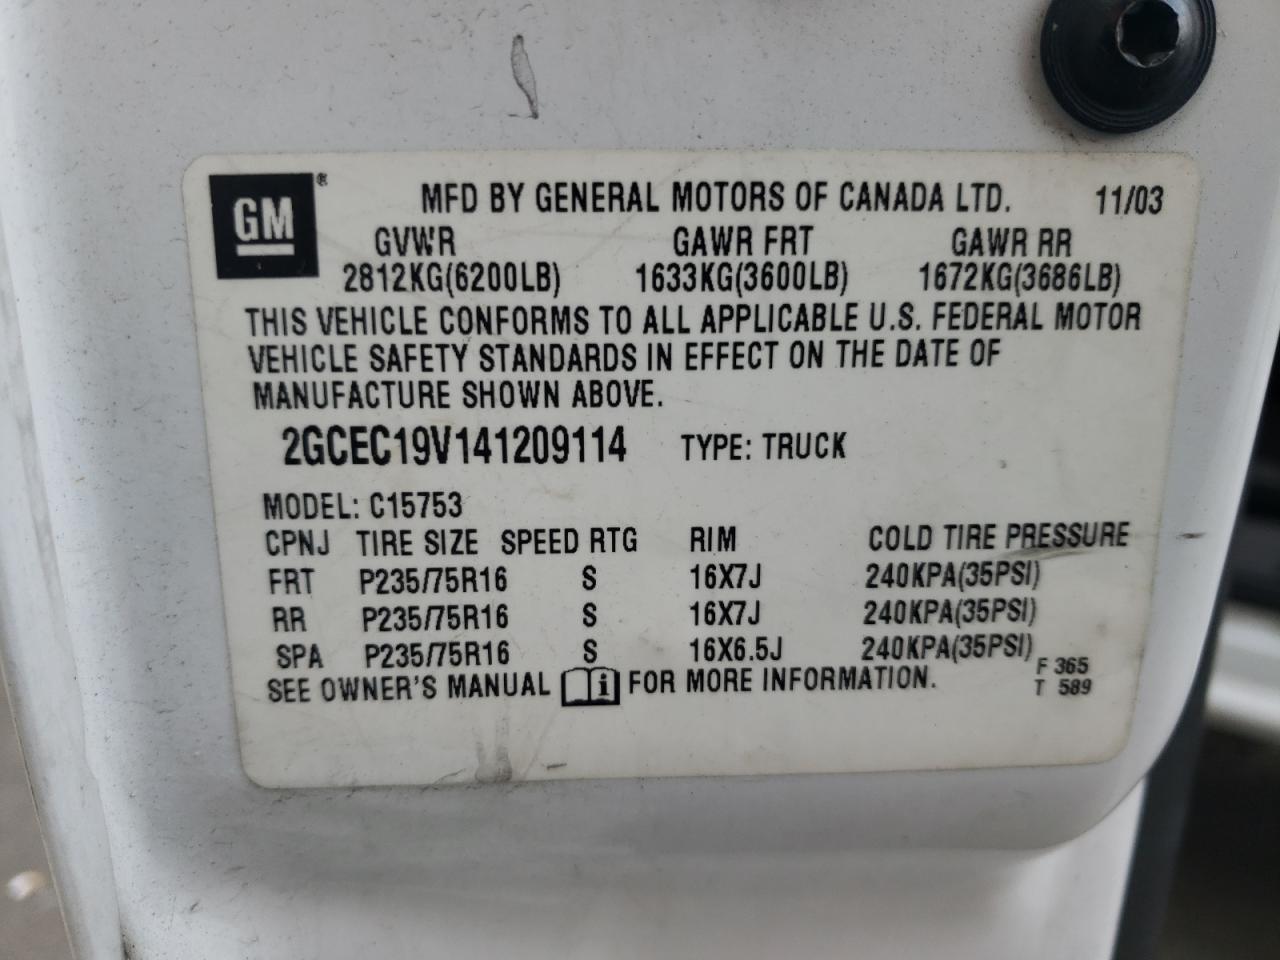 GM®
MFD BY GENERAL MOTORS OF CANADA LTD. 11/03
GVWR GAWR FRT GAWR RR
2812KG(6200LB) 1633KG(3600LB) 1672KG(3686LB)
THIS VEHICLE CONFORMS TO ALL APPLICABLE U.S. FEDERAL MOTOR
VEHICLE SAFETY STANDARDS IN EFFECT ON THE DATE OF
MANUFACTURE SHOWN ABOVE.
2GCEC19V141209114 TYPE: TRUCK
MODEL: C15753
CPNJ TIRE SIZE SPEED RTG RIM COLD TIRE PRESSURE
FRT P235/75R16 S 16X7J 240KPA(35PSI)
RR P235/75R16 S 16X7J 240KPA(35PSI)
SPA P235/75R16 S 16X6.5J 240KPA(35PSI)
SEE OWNER'S MANUAL i FOR MORE INFORMATION.
F 365
T 589